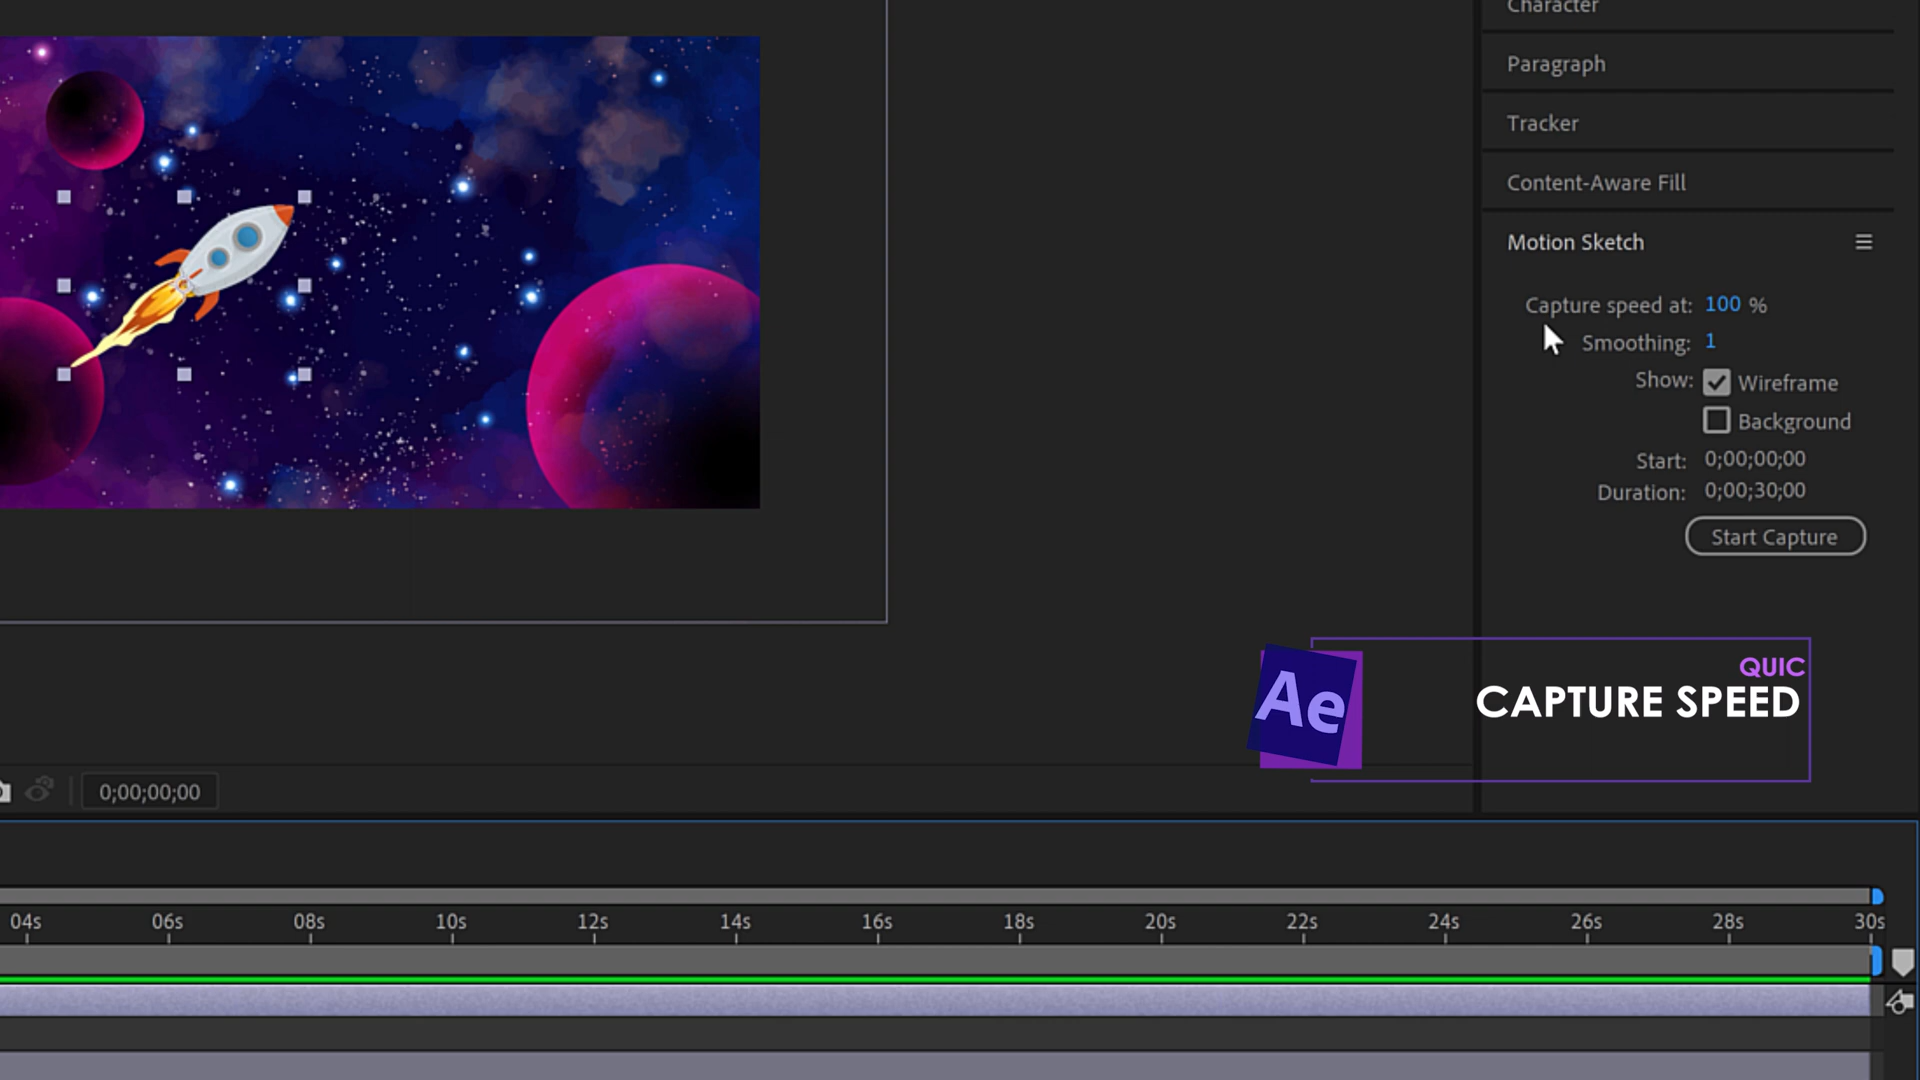 Character
Paragraph
Tracker
Content-Aware Fill
Motion Sketch
Capture speed at: 100 %
Smoothing: 1
Show: Wireframe
Background
Start: 0;00;00;00
Duration: 0;00;30;00
Start Capture
Ae
QUIC
CAPTURE SPEED
0;00;00;00
04s 06s 08s 10s 12s 14s 16s 18s 20s 22s 24s 26s 28s 30s